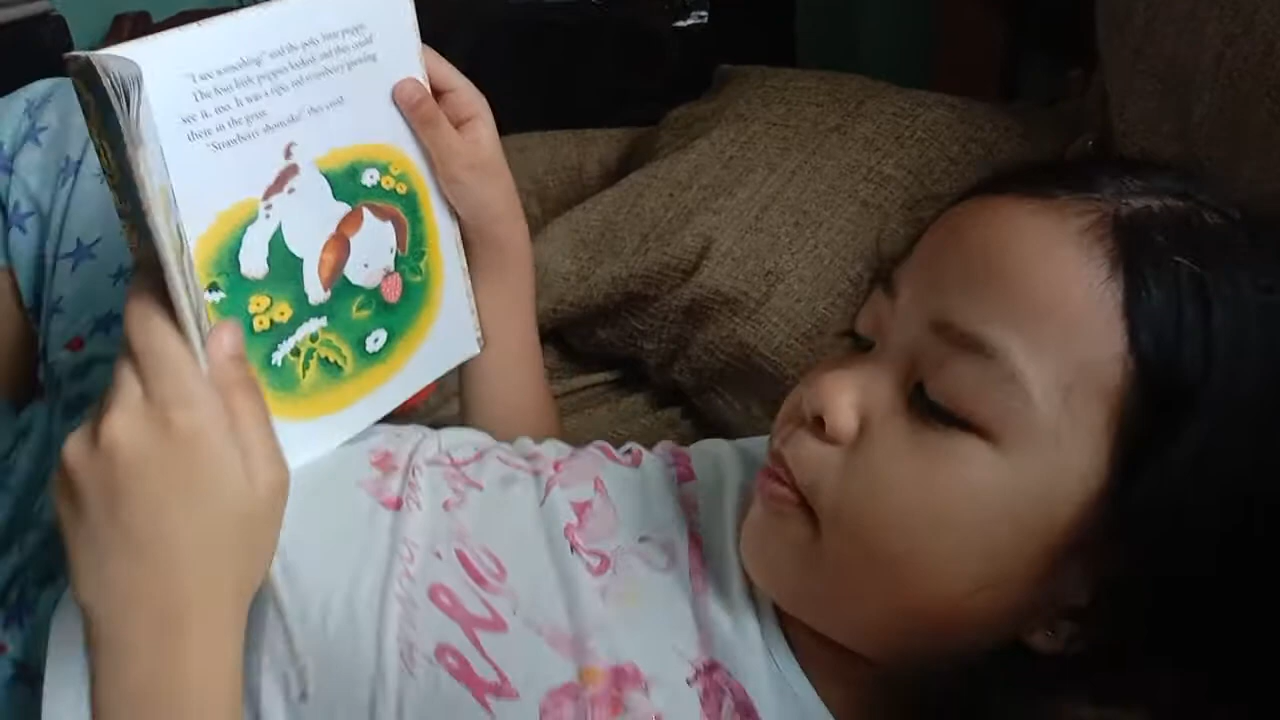 "I see something!" said the poky little puppy.
The four little puppies looked and they could
see it, too. It was a ripe, red strawberry growing
there in the grass.
"Strawberry shortcake!" they cried.